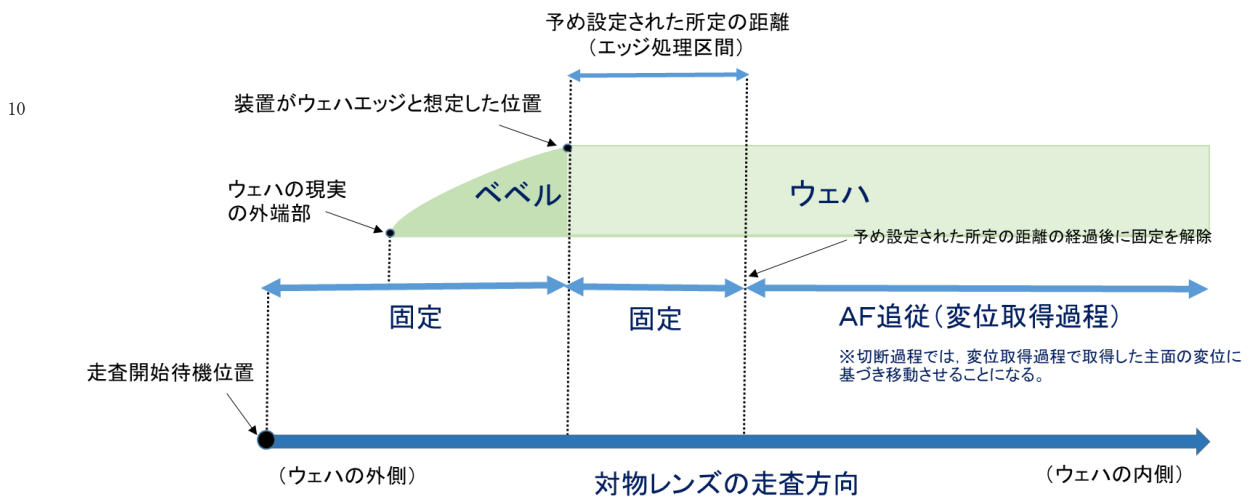 予め設定された所定の距離
(エッジ処理区間)
10
装置がウェハエッジと想定した位置
ウェハの現実
の外端部
ベベル
ウェハ
予め設定された所定の距離の経過後に固定を解除
固定
固定
AF追従(変位取得過程)
※切断過程では,変位取得過程で取得した主面の変位に
基づき移動させることになる。
走査開始待機位置
(ウェハの外側)
対物レンズの走査方向
(ウェハの内側)